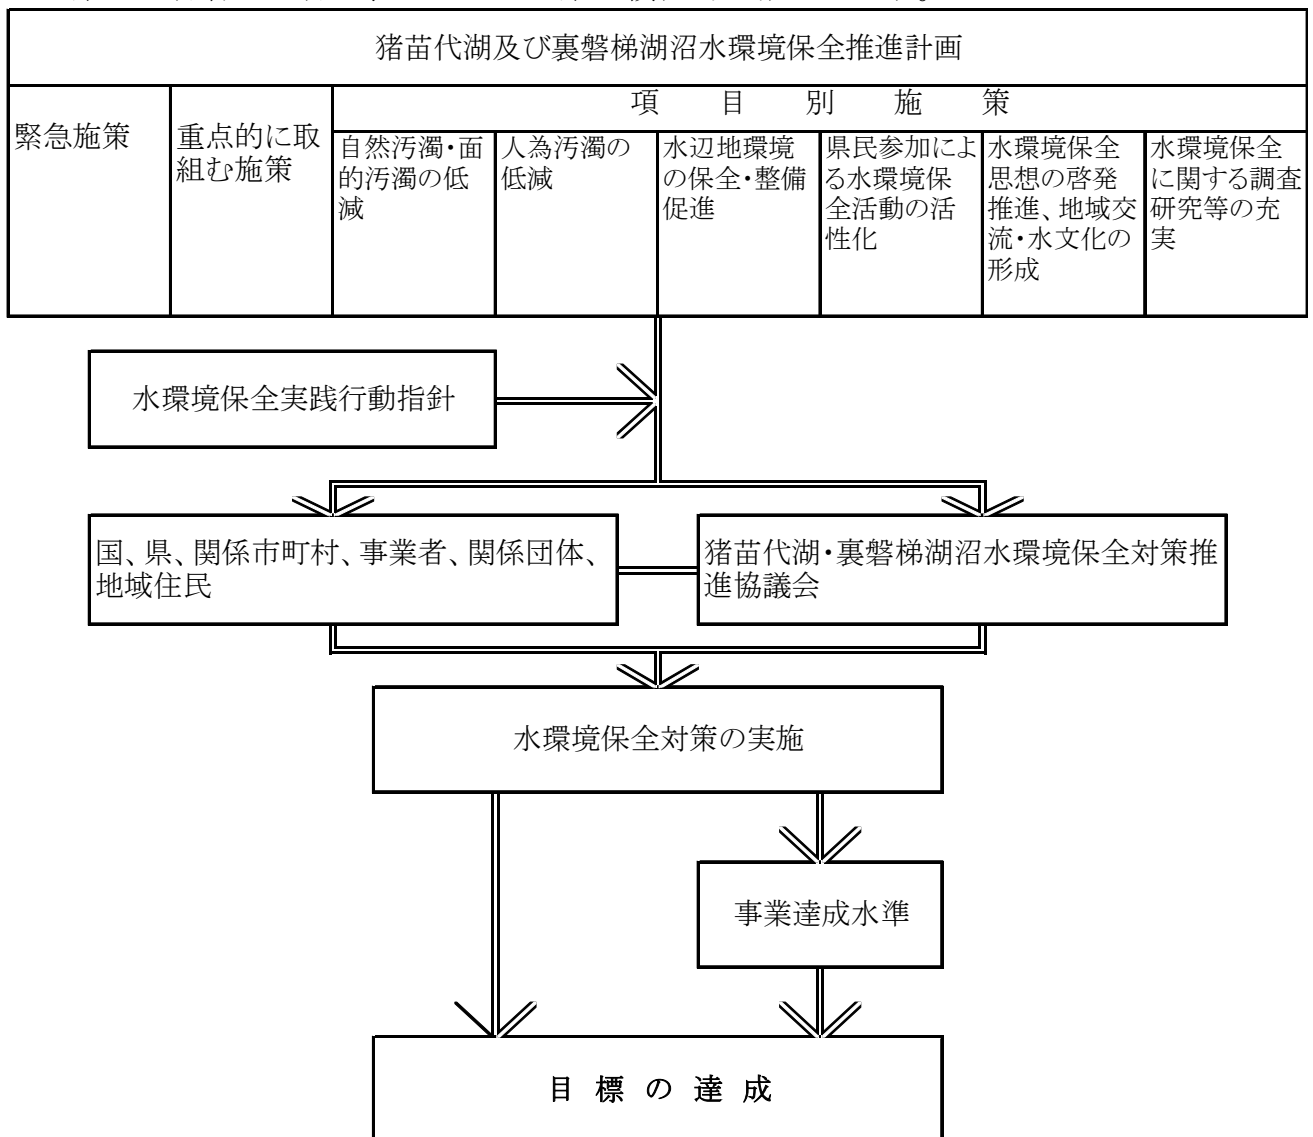 猪苗代湖及び裏磐梯湖沼水環境保全推進計画
緊急施策
重点的に取
組む施策
項目別施策
自然汚濁・面
的汚濁の低
減
人為汚濁の
低減
水辺地環境
の保全・整備
促進
県民参加によ
る水環境保
全活動の活
性化
水環境保全
思想の啓発
推進、地域交
流・水文化の
形成
水環境保全
に関する調査
研究等の充
実
水環境保全実践行動指針
国、県、関係市町村、事業者、関係団体、
地域住民
猪苗代湖・裏磐梯湖沼水環境保全対策推
進協議会
水環境保全対策の実施
事業達成水準
目標の達成